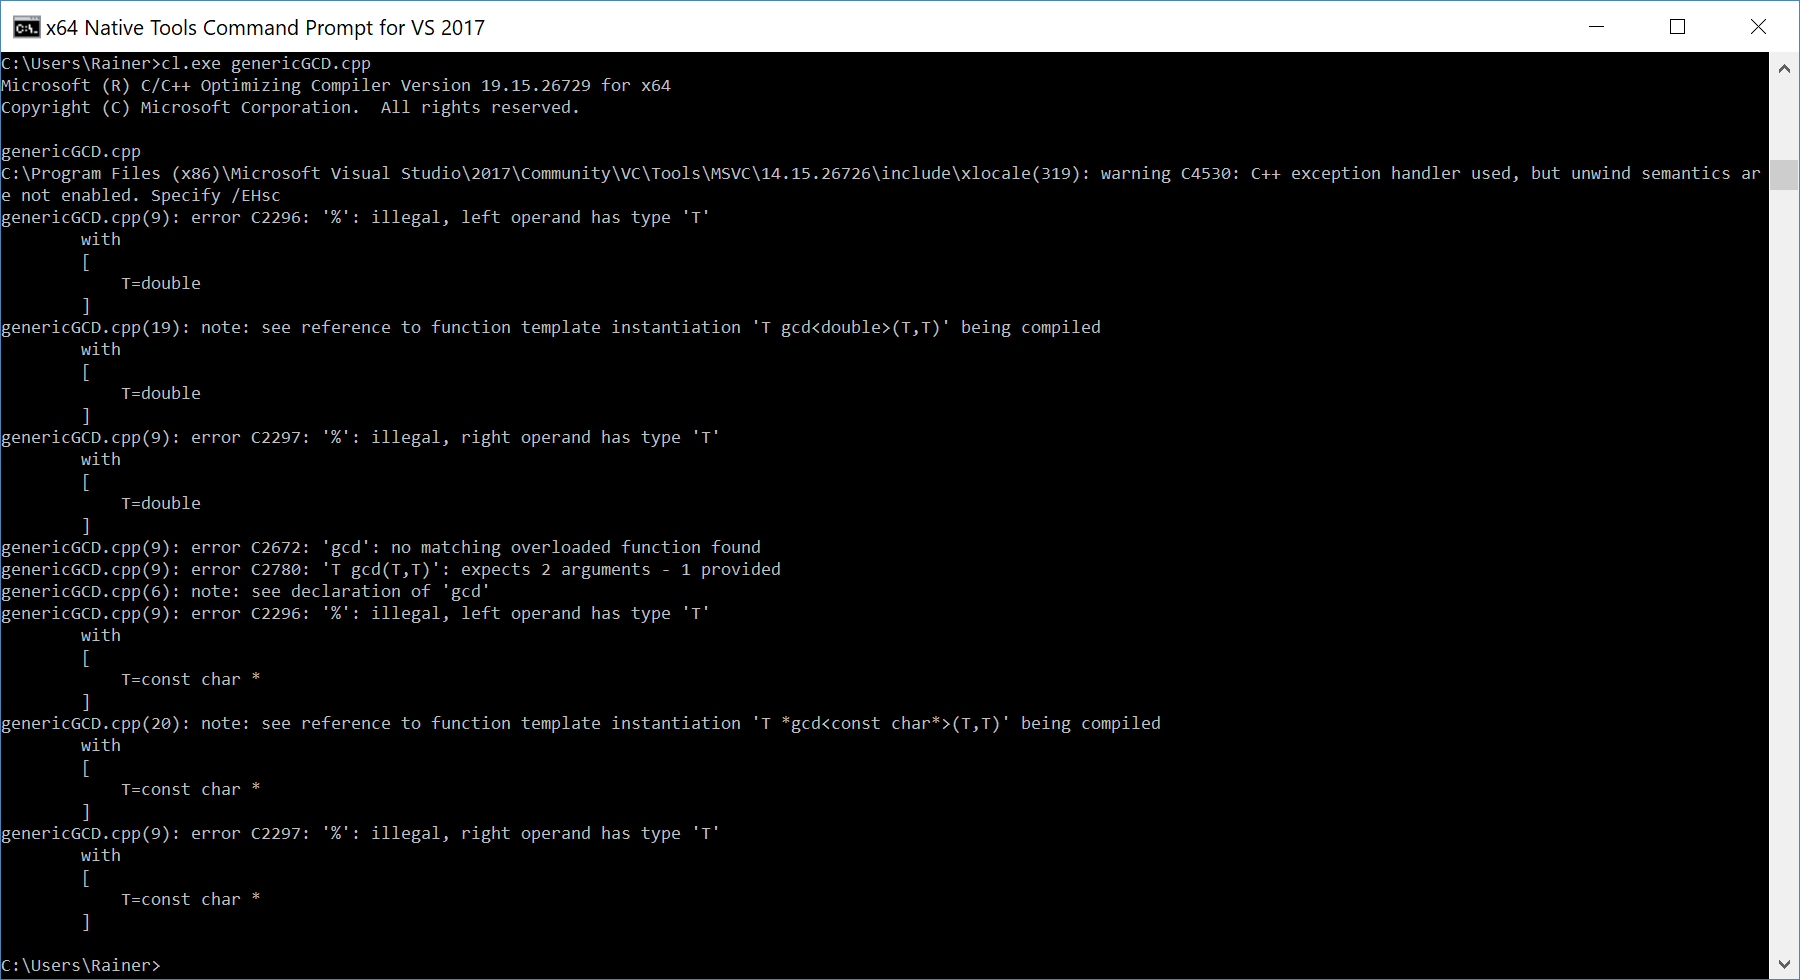 x64 Native Tools Command Prompt for VS 2017
C:\Users\Rainer>cl.exe genericGCD.cpp
Microsoft (R) C/C++ Optimizing Compiler Version 19.15.26729 for x64
Copyright (C) Microsoft Corporation.  All rights reserved.

genericGCD.cpp
C:\Program Files (x86)\Microsoft Visual Studio\2017\Community\VC\Tools\MSVC\14.15.26726\include\xlocale(319): warning C4530: C++ exception handler used, but unwind semantics ar
e not enabled. Specify /EHsc
genericGCD.cpp(9): error C2296: '%': illegal, left operand has type 'T'
        with
        [
            T=double
        ]
genericGCD.cpp(19): note: see reference to function template instantiation 'T gcd<double>(T,T)' being compiled
        with
        [
            T=double
        ]
genericGCD.cpp(9): error C2297: '%': illegal, right operand has type 'T'
        with
        [
            T=double
        ]
genericGCD.cpp(9): error C2672: 'gcd': no matching overloaded function found
genericGCD.cpp(9): error C2780: 'T gcd(T,T)': expects 2 arguments - 1 provided
genericGCD.cpp(6): note: see declaration of 'gcd'
genericGCD.cpp(9): error C2296: '%': illegal, left operand has type 'T'
        with
        [
            T=const char *
        ]
genericGCD.cpp(20): note: see reference to function template instantiation 'T *gcd<const char*>(T,T)' being compiled
        with
        [
            T=const char *
        ]
genericGCD.cpp(9): error C2297: '%': illegal, right operand has type 'T'
        with
        [
            T=const char *
        ]

C:\Users\Rainer>